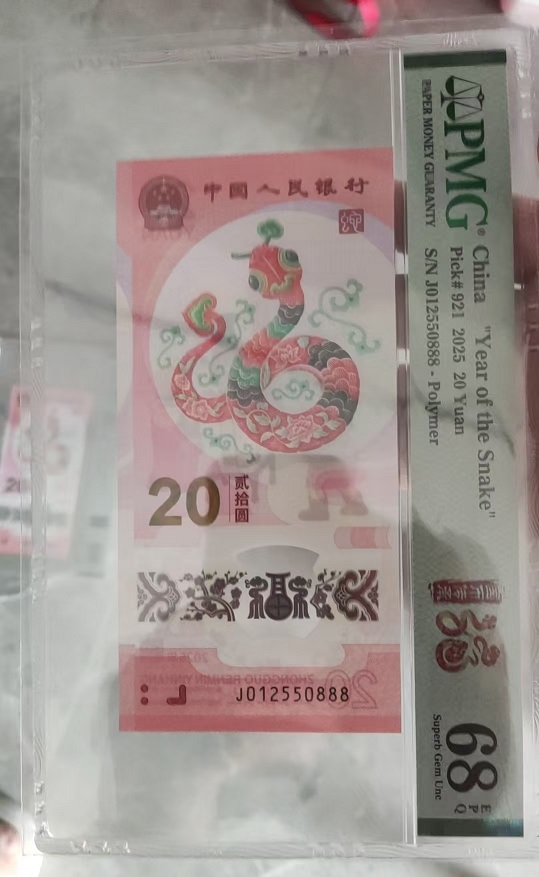 PMG®
PAPER MONEY GUARANTY
China "Year of the Snake"
Pick# 921 2025 20 Yuan
S/N J012550888 - Polymer
68
EPQ
Superb Gem Unc
中国人民银行
20
贰拾圆
J012550888